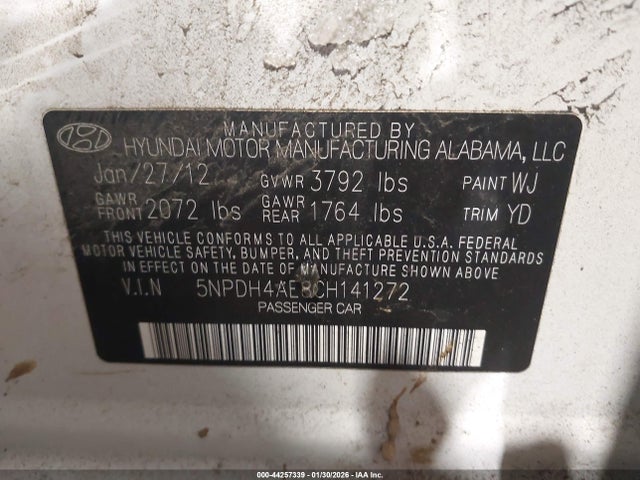 MANUFACTURED BY
HYUNDAI MOTOR MANUFACTURING ALABAMA, LLC
Jan/27/12 GVWR 3792 lbs PAINT WJ
GAWR FRONT 2072 lbs GAWR REAR 1764 lbs TRIM YD
THIS VEHICLE CONFORMS TO ALL APPLICABLE U.S.A. FEDERAL
MOTOR VEHICLE SAFETY, BUMPER, AND THEFT PREVENTION STANDARDS
IN EFFECT ON THE DATE OF MANUFACTURE SHOWN ABOVE.
V.I.N 5NPDH4AE8CH141272
PASSENGER CAR
000-44257339 - 01/30/2026 - IAA Inc.